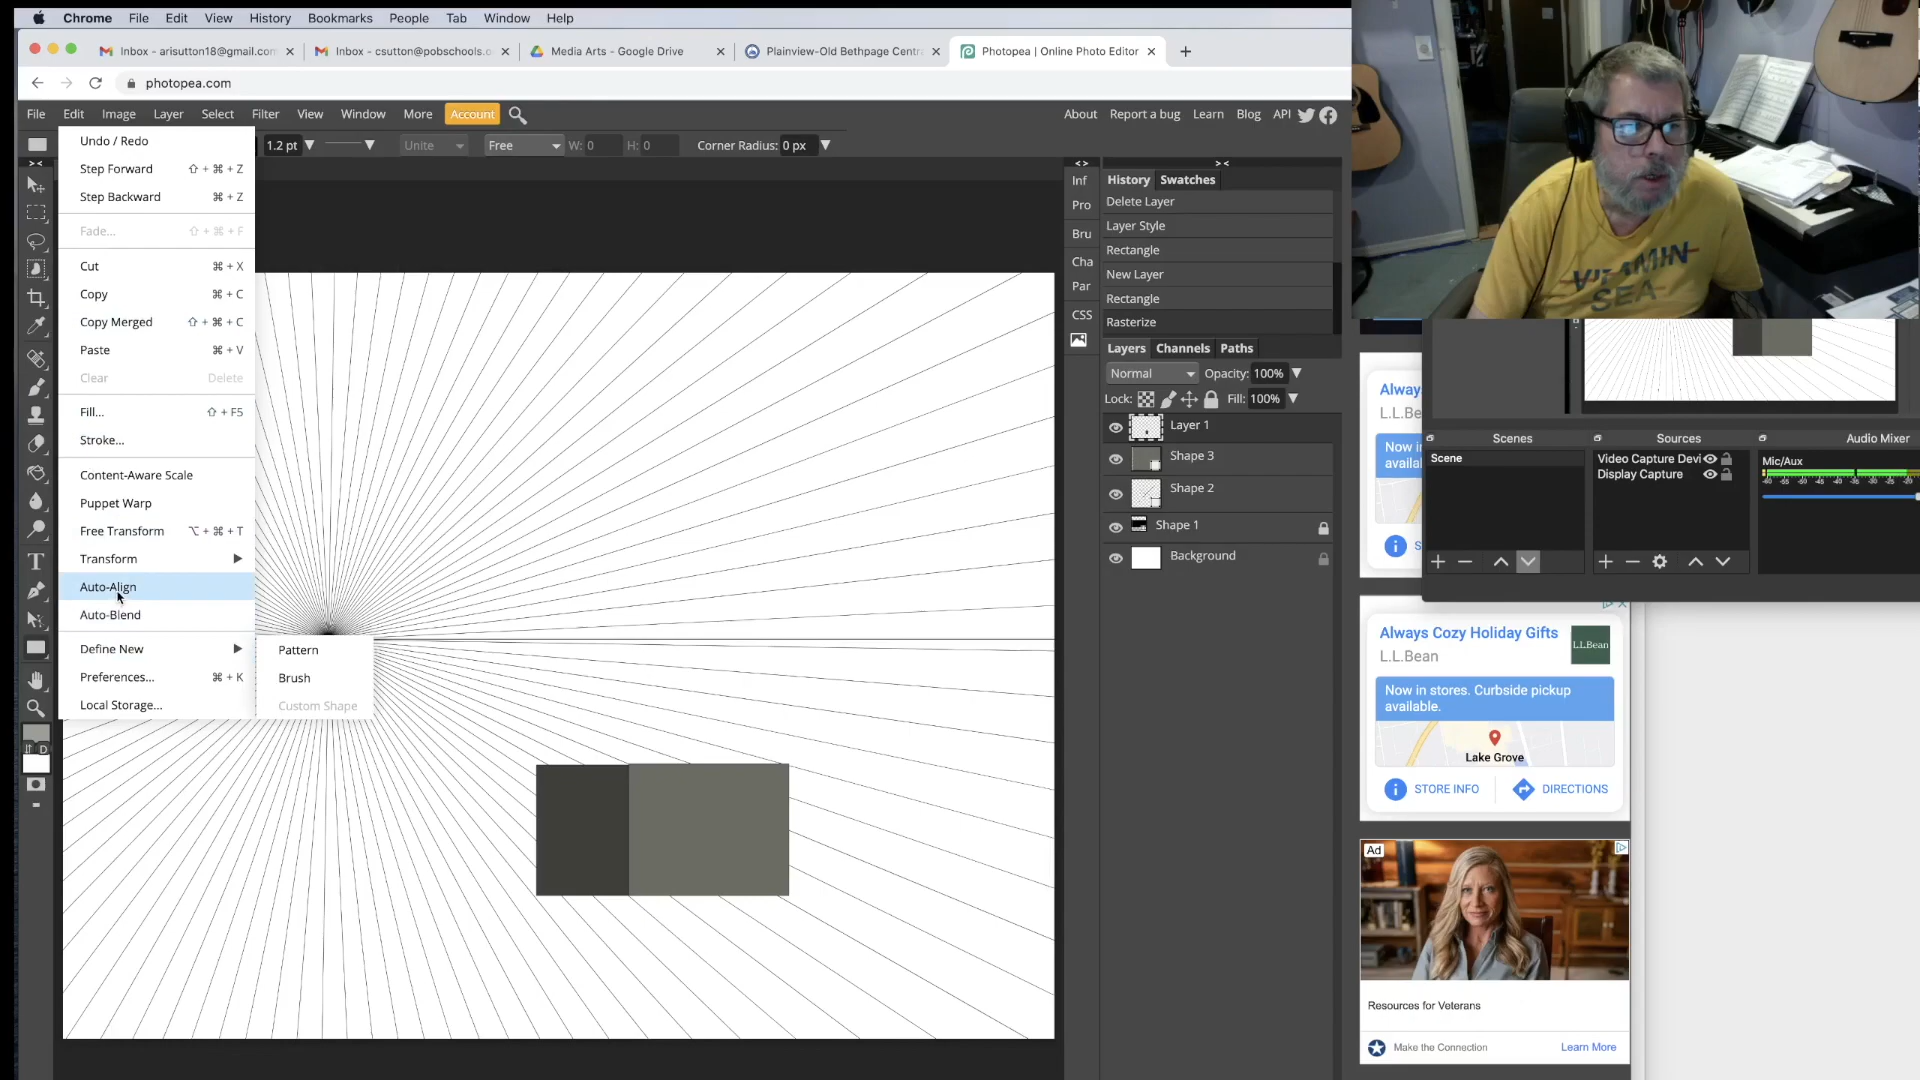 Chrome File Edit View History Bookmarks People Tab Window Help
Inbox - arisutton18@gmail.com
Inbox - csutton@pobschools.o
Media Arts - Google Drive
Plainview-Old Bethpage Centr
Photopea | Online Photo Editor
photopea.com
File Edit Image Layer Select Filter View Window More Account
About Report a bug Learn Blog API
1.2 pt Unite Free W: 0 H: 0 Corner Radius: 0 px
Undo / Redo
Step Forward ⇧ + ⌘ + Z
Step Backward ⌘ + Z
Fade... ⇧ + ⌘ + F
Cut ⌘ + X
Copy ⌘ + C
Copy Merged ⇧ + ⌘ + C
Paste ⌘ + V
Clear Delete
Fill... ⇧ + F5
Stroke...
Content-Aware Scale
Puppet Warp
Free Transform ⌥ + ⌘ + T
Transform
Auto-Align
Auto-Blend
Define New
Preferences... ⌘ + K
Local Storage...
Pattern
Brush
Custom Shape
D
Inf
Pro
Bru
Cha
Par
CSS
History Swatches
Delete Layer
Layer Style
Rectangle
New Layer
Rectangle
Rasterize
Layers Channels Paths
Normal Opacity: 100%
Lock: Fill: 100%
Layer 1
Shape 3
Shape 2
Shape 1
Background
VITAMIN
SEA
Alway
L.L.Be
Now i
availa
S
Scenes
Scene
Sources
Video Capture Devi
Display Capture
Audio Mixer
Mic/Aux
Always Cozy Holiday Gifts
L.L.Bean
L.L.Bean
Now in stores. Curbside pickup
available.
Lake Grove
STORE INFO
DIRECTIONS
Ad
Resources for Veterans
Make the Connection
Learn More